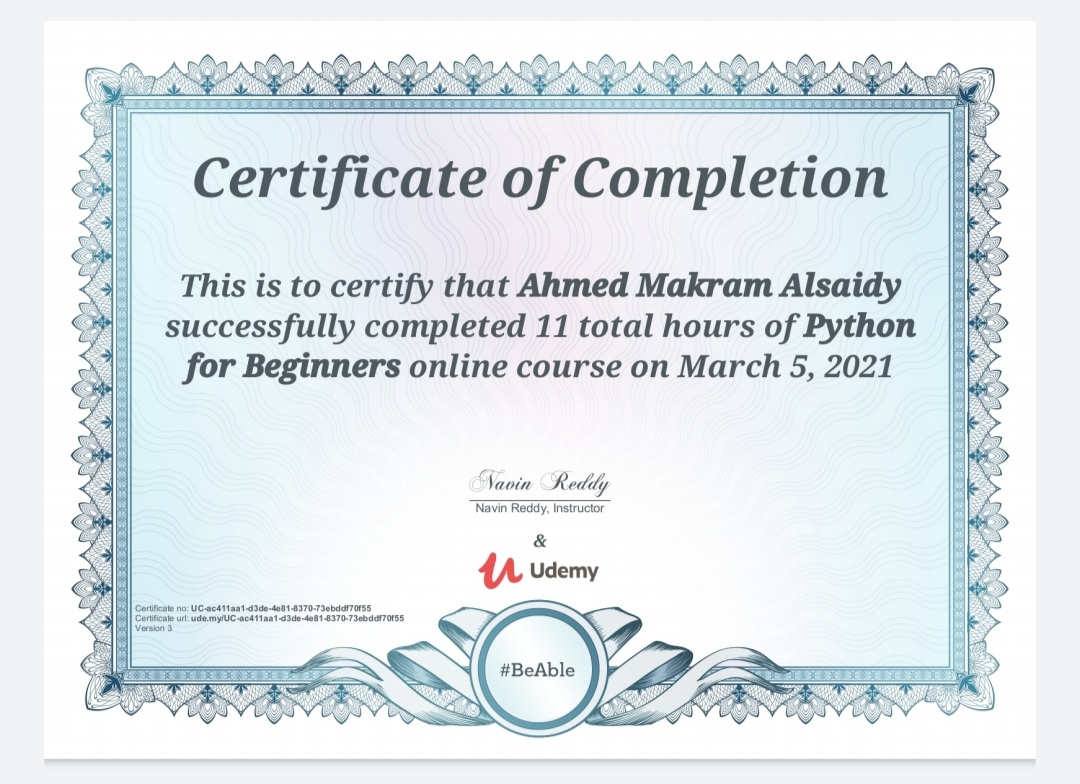 Certificate of Completion
This is to certify that Ahmed Makram Alsaidy
successfully completed 11 total hours of Python
for Beginners online course on March 5, 2021
Navin Reddy
Navin Reddy, Instructor
&
Udemy
Certificate no: UC-ac411aa1-d3de-4e81-8370-73ebddf70f55
Certificate url: ude.my/UC-ac411aa1-d3de-4e81-8370-73ebddf70f55
Version 3
#BeAble